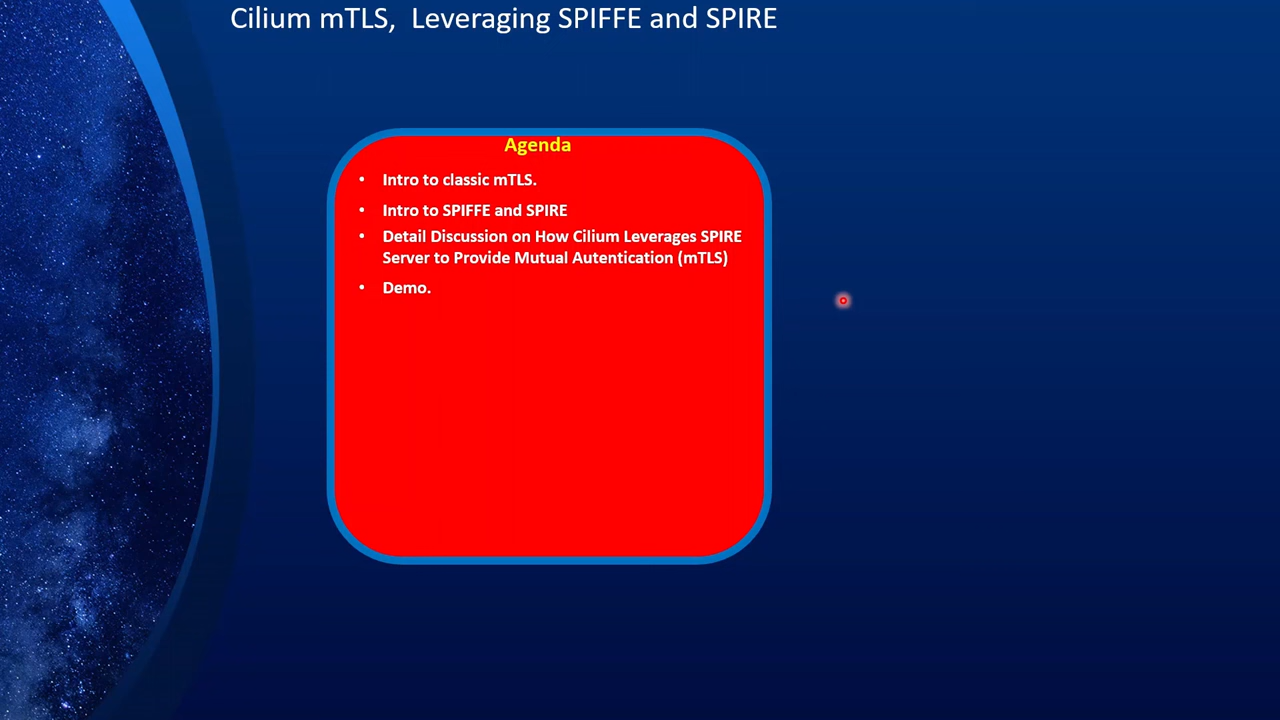 Cilium mTLS, Leveraging SPIFFE and SPIRE
Agenda
• Intro to classic mTLS.
• Intro to SPIFFE and SPIRE
• Detail Discussion on How Cilium Leverages SPIRE
Server to Provide Mutual Autentication (mTLS)
• Demo.